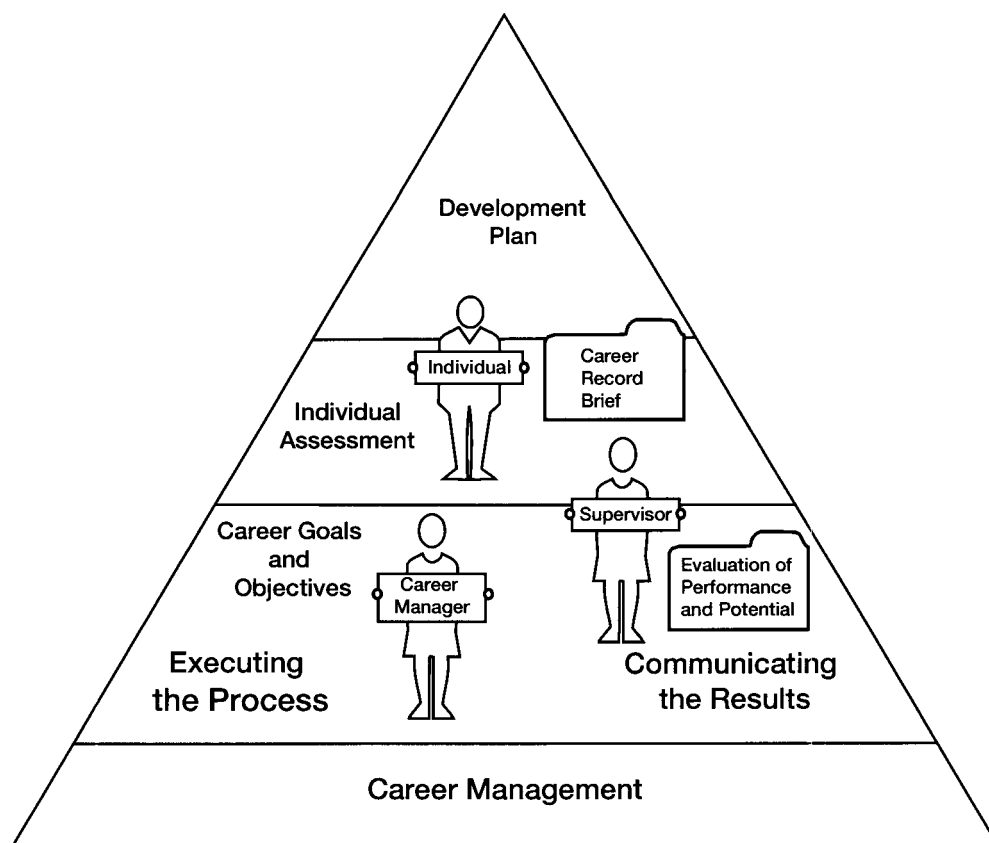 Development
Plan
Individual
Career
Record
Brief
Individual
Assessment
Supervisor
Career Goals
and
Objectives
Career
Manager
Evaluation of
Performance
and Potential
Executing
the Process
Communicating
the Results
Career Management